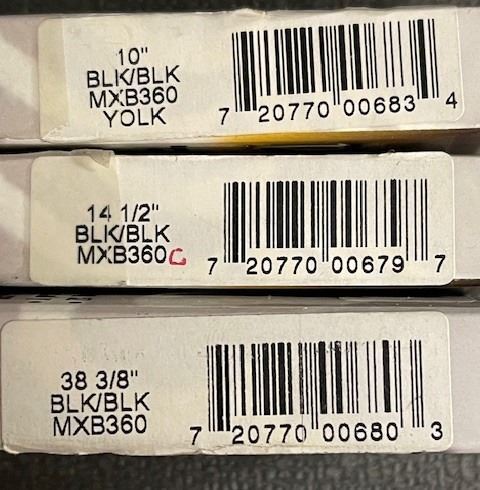 10"
BLK/BLK
MXB360
YOLK
7 20770 00683 4
14 1/2"
BLK/BLK
MXB360C
7 20770 00679 7
38 3/8"
BLK/BLK
MXB360
7 20770 00680 3